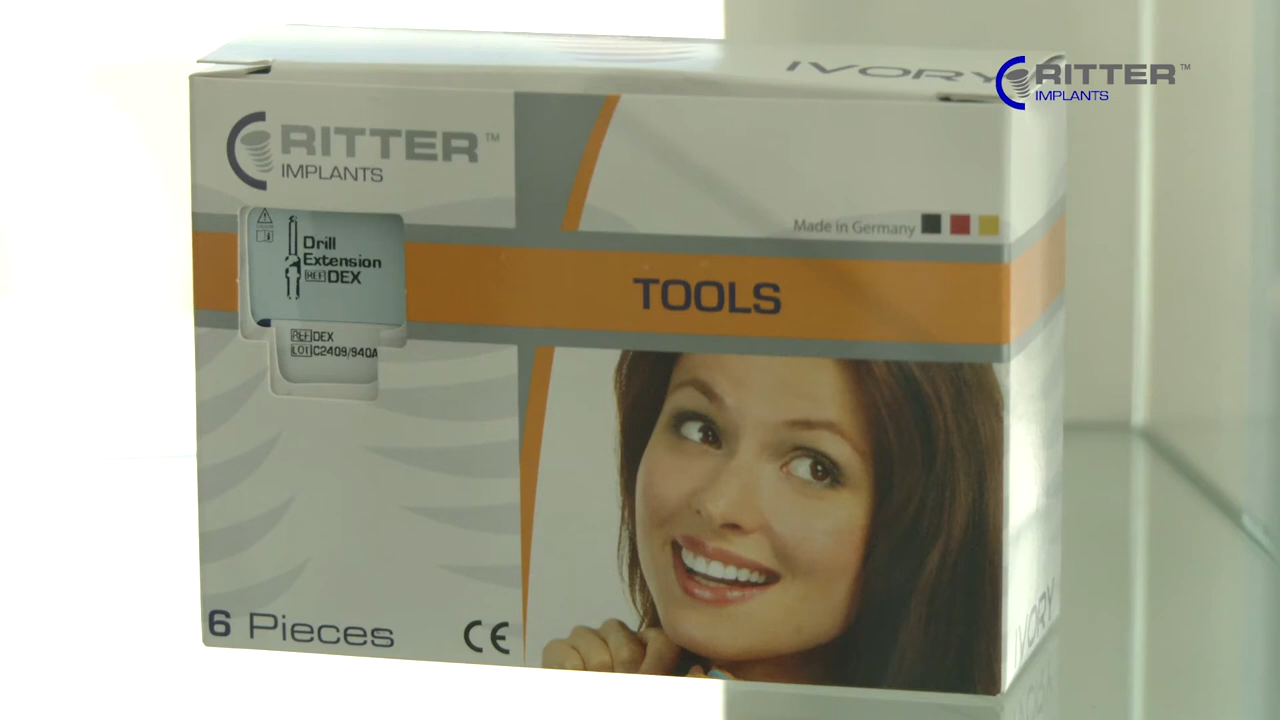 IVORY
RITTER™
IMPLANTS
RITTER™
IMPLANTS
Made in Germany
Drill
Extension
REF DEX
TOOLS
REF DEX
LOT C2409/940A
6 Pieces
CE
IVORY